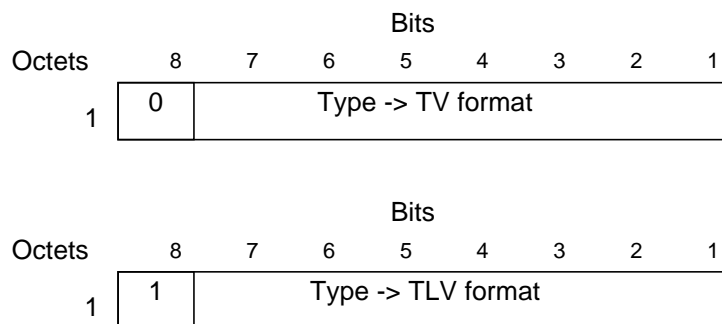 Bits
Octets 8 7 6 5 4 3 2 1
1 0 Type -> TV format
Bits
Octets 8 7 6 5 4 3 2 1
1 1 Type -> TLV format